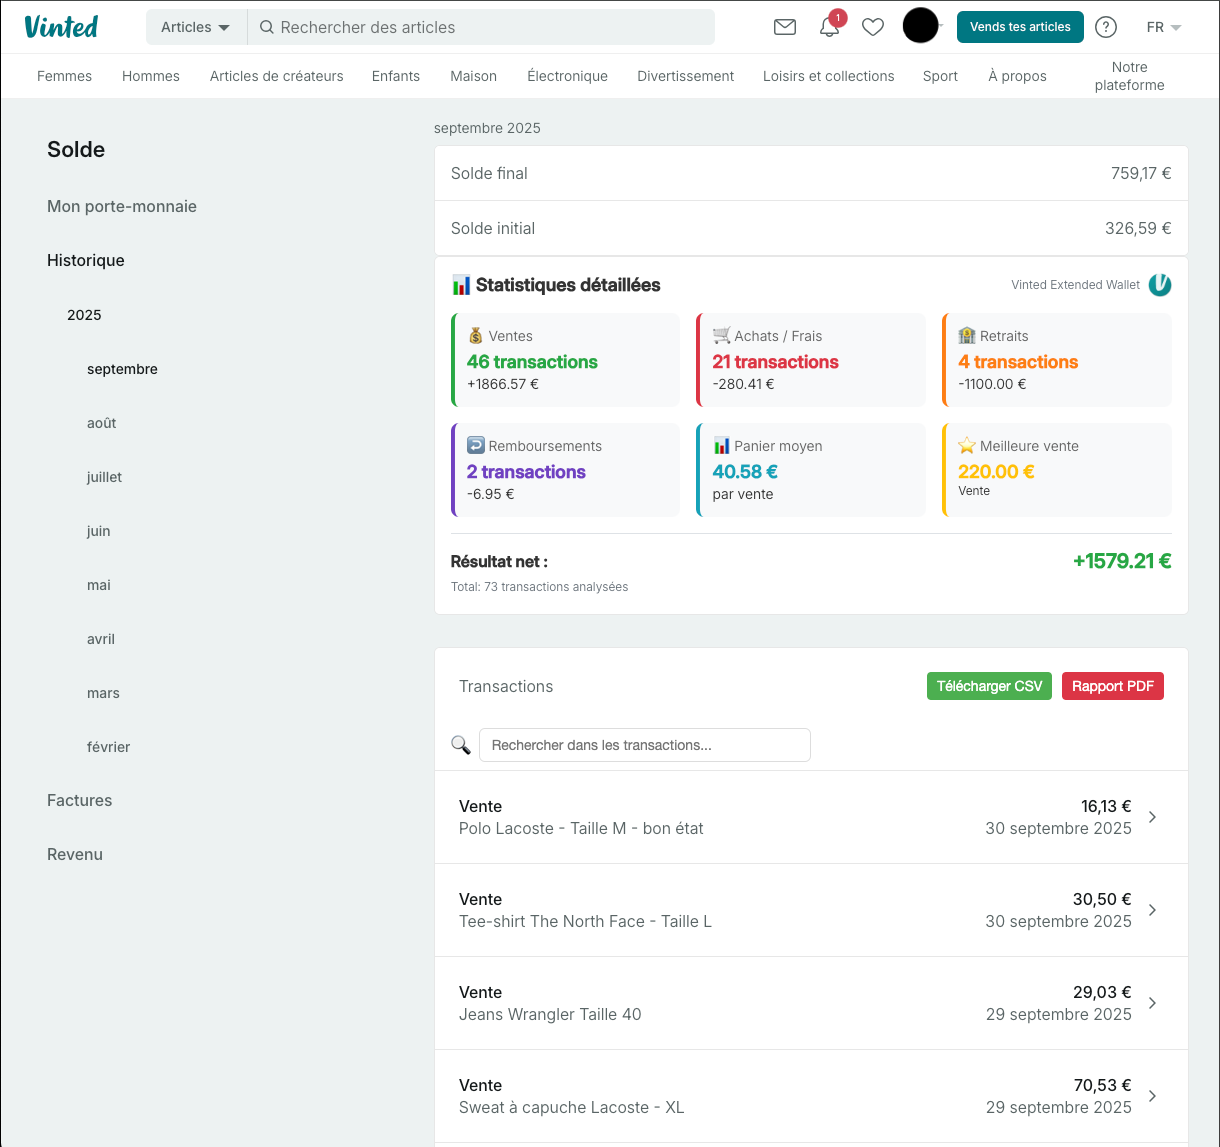 Vinted
Articles
Rechercher des articles
1
Vends tes articles
?
FR
Femmes
Hommes
Articles de créateurs
Enfants
Maison
Électronique
Divertissement
Loisirs et collections
Sport
À propos
Notre
plateforme
Solde
Mon porte-monnaie
Historique
2025
septembre
août
juillet
juin
mai
avril
mars
février
Factures
Revenu
septembre 2025
Solde final 759,17 €
Solde initial 326,59 €
Statistiques détaillées
Vinted Extended Wallet
Ventes
46 transactions
+1866.57 €
Achats / Frais
21 transactions
-280.41 €
Retraits
4 transactions
-1100.00 €
Remboursements
2 transactions
-6.95 €
Panier moyen
40.58 €
par vente
Meilleure vente
220.00 €
Vente
Résultat net : +1579.21 €
Total: 73 transactions analysées
Transactions
Télécharger CSV
Rapport PDF
Rechercher dans les transactions...
Vente 16,13 €
Polo Lacoste - Taille M - bon état 30 septembre 2025
Vente 30,50 €
Tee-shirt The North Face - Taille L 30 septembre 2025
Vente 29,03 €
Jeans Wrangler Taille 40 29 septembre 2025
Vente 70,53 €
Sweat à capuche Lacoste - XL 29 septembre 2025